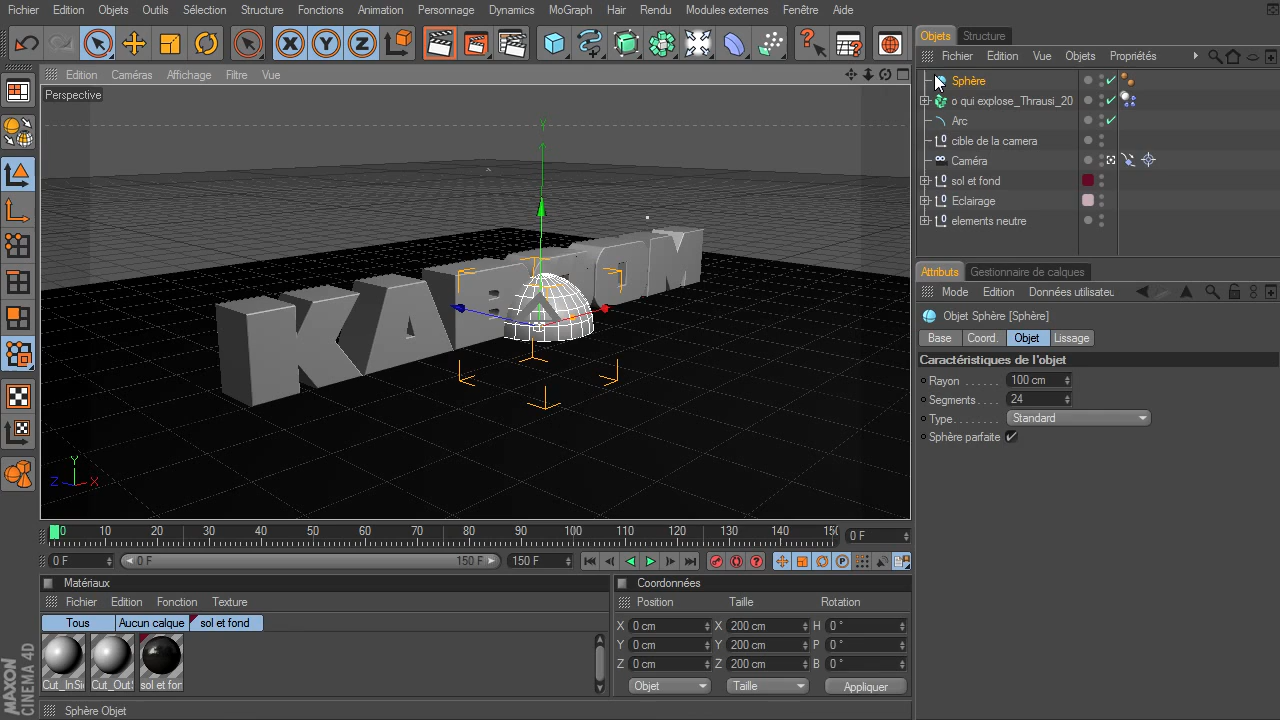 Fichier Edition Objets Outils Sélection Structure Fonctions Animation Personnage Dynamics MoGraph Hair Rendu Modules externes Fenêtre Aide
Objets Structure
Fichier Edition Vue Objets Propriétés
Edition Caméras Affichage Filtre Vue
Perspective
Y
Z X
Sphère
o qui explose_Thrausi_20
Arc
cible de la camera
Caméra
sol et fond
Eclairage
elements neutre
Attributs Gestionnaire de calques
Mode Edition Données utilisateu
Objet Sphère [Sphère]
Base Coord. Objet Lissage
Caractéristiques de l'objet
Rayon 100 cm
Segments 24
Type Standard
Sphère parfaite
KABOOM
Y
Z X
0 10 20 30 40 50 60 70 80 90 100 110 120 130 140 15( 0 F
0 F 0 F 150 F 150 F
Matériaux
Fichier Edition Fonction Texture
Tous Aucun calque sol et fond
Cut_InSi Cut_OutS sol et for
Coordonnées
Position Taille Rotation
X 0 cm X 200 cm H 0 °
Y 0 cm Y 200 cm P 0 °
Z 0 cm Z 200 cm B 0 °
Objet Taille Appliquer
MAXON
CINEMA 4D
Sphère Objet